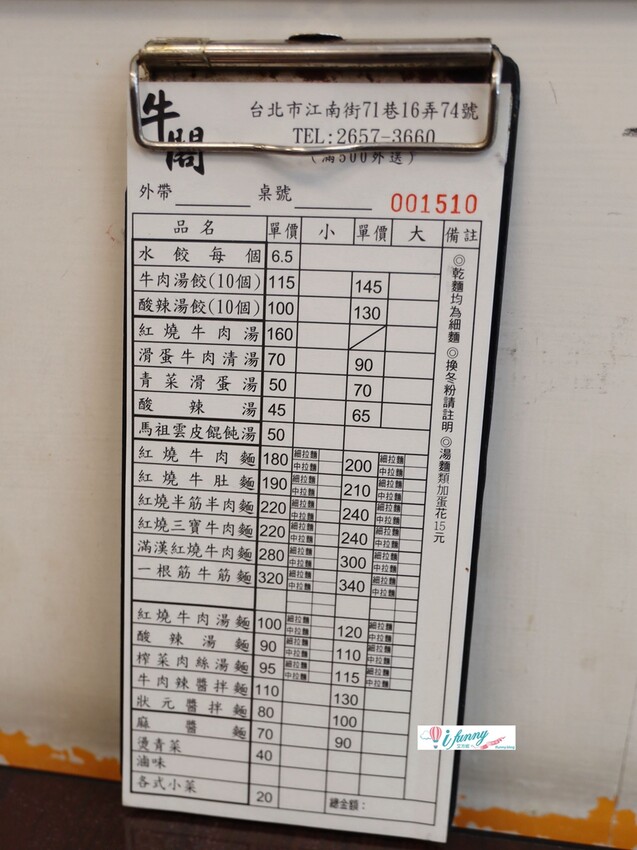 牛閣
台北市江南街71巷16弄74號
TEL:2657-3660
(滿500外送)
外帶 桌號 001510
品名 單價 小 單價 大 備註
水餃每個 6.5
牛肉湯餃(10個) 115 145
酸辣湯餃(10個) 100 130
紅燒牛肉湯 160
滑蛋牛肉清湯 70 90
青菜滑蛋湯 50 70
酸辣湯 45 65
馬祖雲皮餛飩湯 50
紅燒牛肉麵 180 細拉麵 中拉麵 200 細拉麵 中拉麵
紅燒牛肚麵 190 細拉麵 中拉麵 210 細拉麵 中拉麵
紅燒半筋半肉麵 220 細拉麵 中拉麵 240 細拉麵 中拉麵
紅燒三寶牛肉麵 220 細拉麵 中拉麵 240 細拉麵 中拉麵
滿漢紅燒牛肉麵 280 細拉麵 中拉麵 300 細拉麵 中拉麵
一根筋牛筋麵 320 細拉麵 中拉麵 340 細拉麵 中拉麵
紅燒牛肉湯麵 100 細拉麵 中拉麵 120 細拉麵 中拉麵
酸辣湯麵 90 細拉麵 中拉麵 110 細拉麵 中拉麵
榨菜肉絲湯麵 95 細拉麵 中拉麵 115 細拉麵 中拉麵
牛肉辣醬拌麵 110 130
狀元醬拌麵 80 100
麻醬麵 70 90
燙青菜 40
滷味
各式小菜 20 總金額：
◎乾麵均為細麵 ◎換冬粉請註明 ◎湯麵類加蛋花15元
ifunny